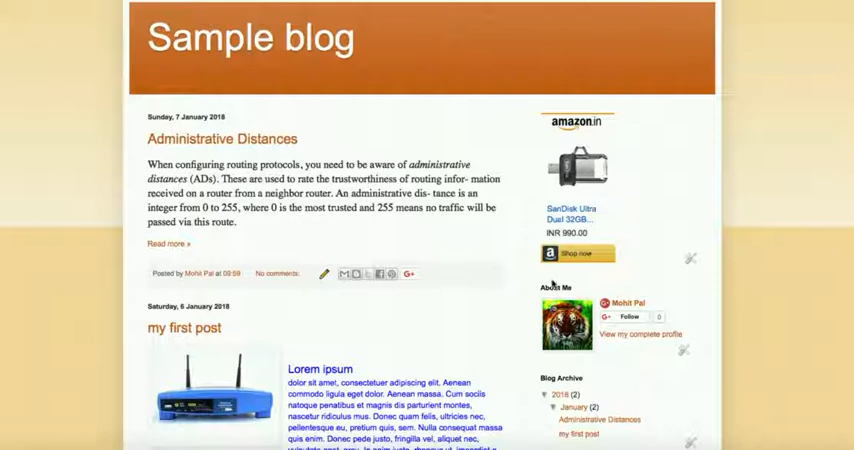 Sample blog
Sunday, 7 January 2018
Administrative Distances
When configuring routing protocols, you need to be aware of administrative
distances (ADs). These are used to rate the trustworthiness of routing infor- mation
received on a router from a neighbor router. An administrative dis- tance is an
integer from 0 to 255, where 0 is the most trusted and 255 means no traffic will be
passed via this route.
Read more »
Posted by Mohit Pal at 09:59 No comments:
G+
Saturday, 6 January 2018
my first post
Lorem ipsum
dolor sit amet, consectetuer adipiscing elit. Aenean
commodo ligula eget dolor. Aenean massa. Cum sociis
natoque penatibus et magnis dis parturient montes,
nascetur ridiculus mus. Donec quam felis, ultricies nec,
pellentesque eu, pretium quis, sem. Nulla consequat massa
quis enim. Donec pede justo, fringilla vel, aliquet nec,
amazon.in
SanDisk Ultra
Dual 32GB...
INR 990.00
a Shop now
About Me
G+ Mohit Pal
G+ Follow 0
View my complete profile
Blog Archive
▼ 2018 (2)
▼ January (2)
Administrative Distances
my first post